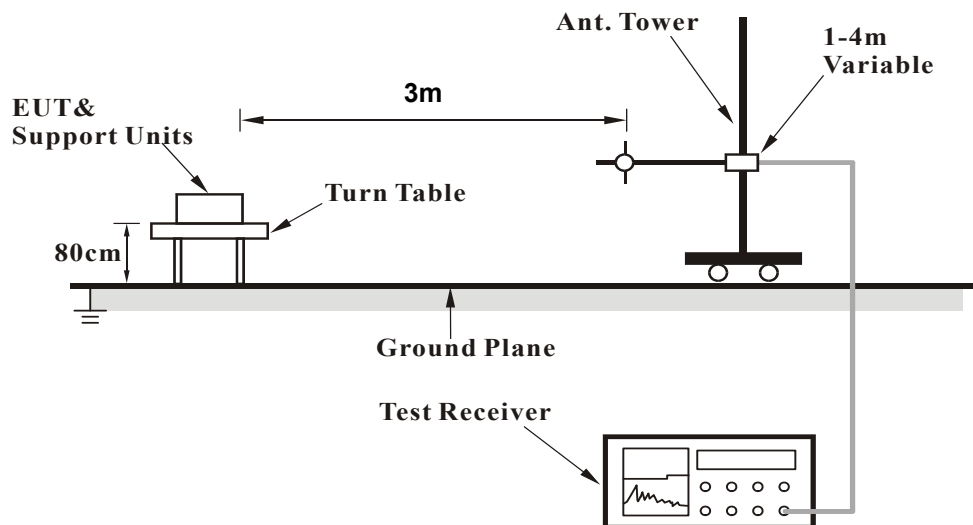 Ant. Tower
1-4m
Variable
3m
EUT&
Support Units
Turn Table
80cm
Ground Plane
Test Receiver